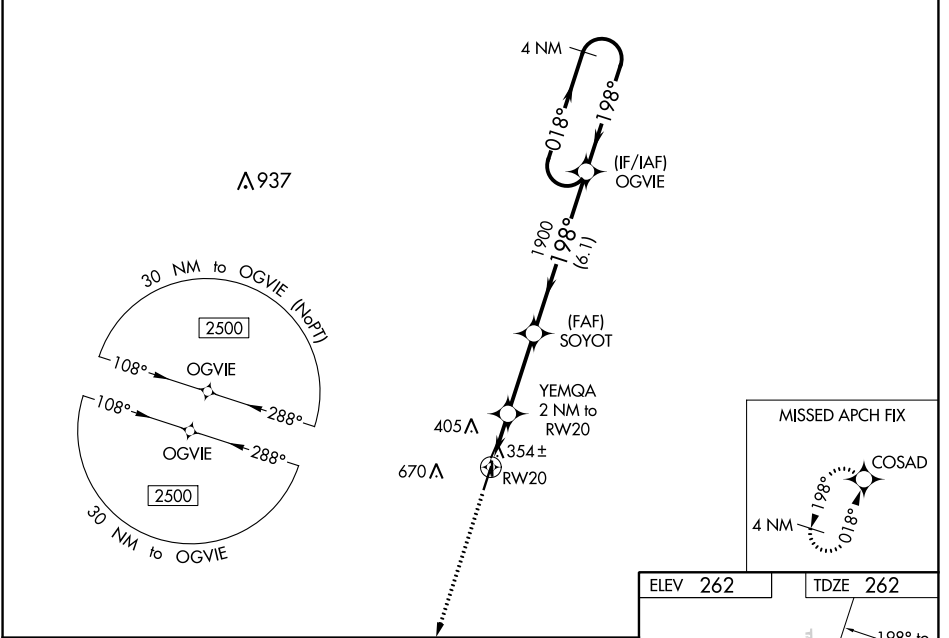 4 NM
018°
198°
(IF/IAF)
OGVIE
937
1900
198°
(6.1)
30 NM to OGVIE (NoPT)
2500
108°
OGVIE
288°
108°
OGVIE
288°
2500
30 NM to OGVIE
(FAF)
SOYOT
YEMQA
2 NM to
RW20
405
354±
670
RW20
MISSED APCH FIX
COSAD
198°
018°
4 NM
ELEV 262
TDZE 262
198° to